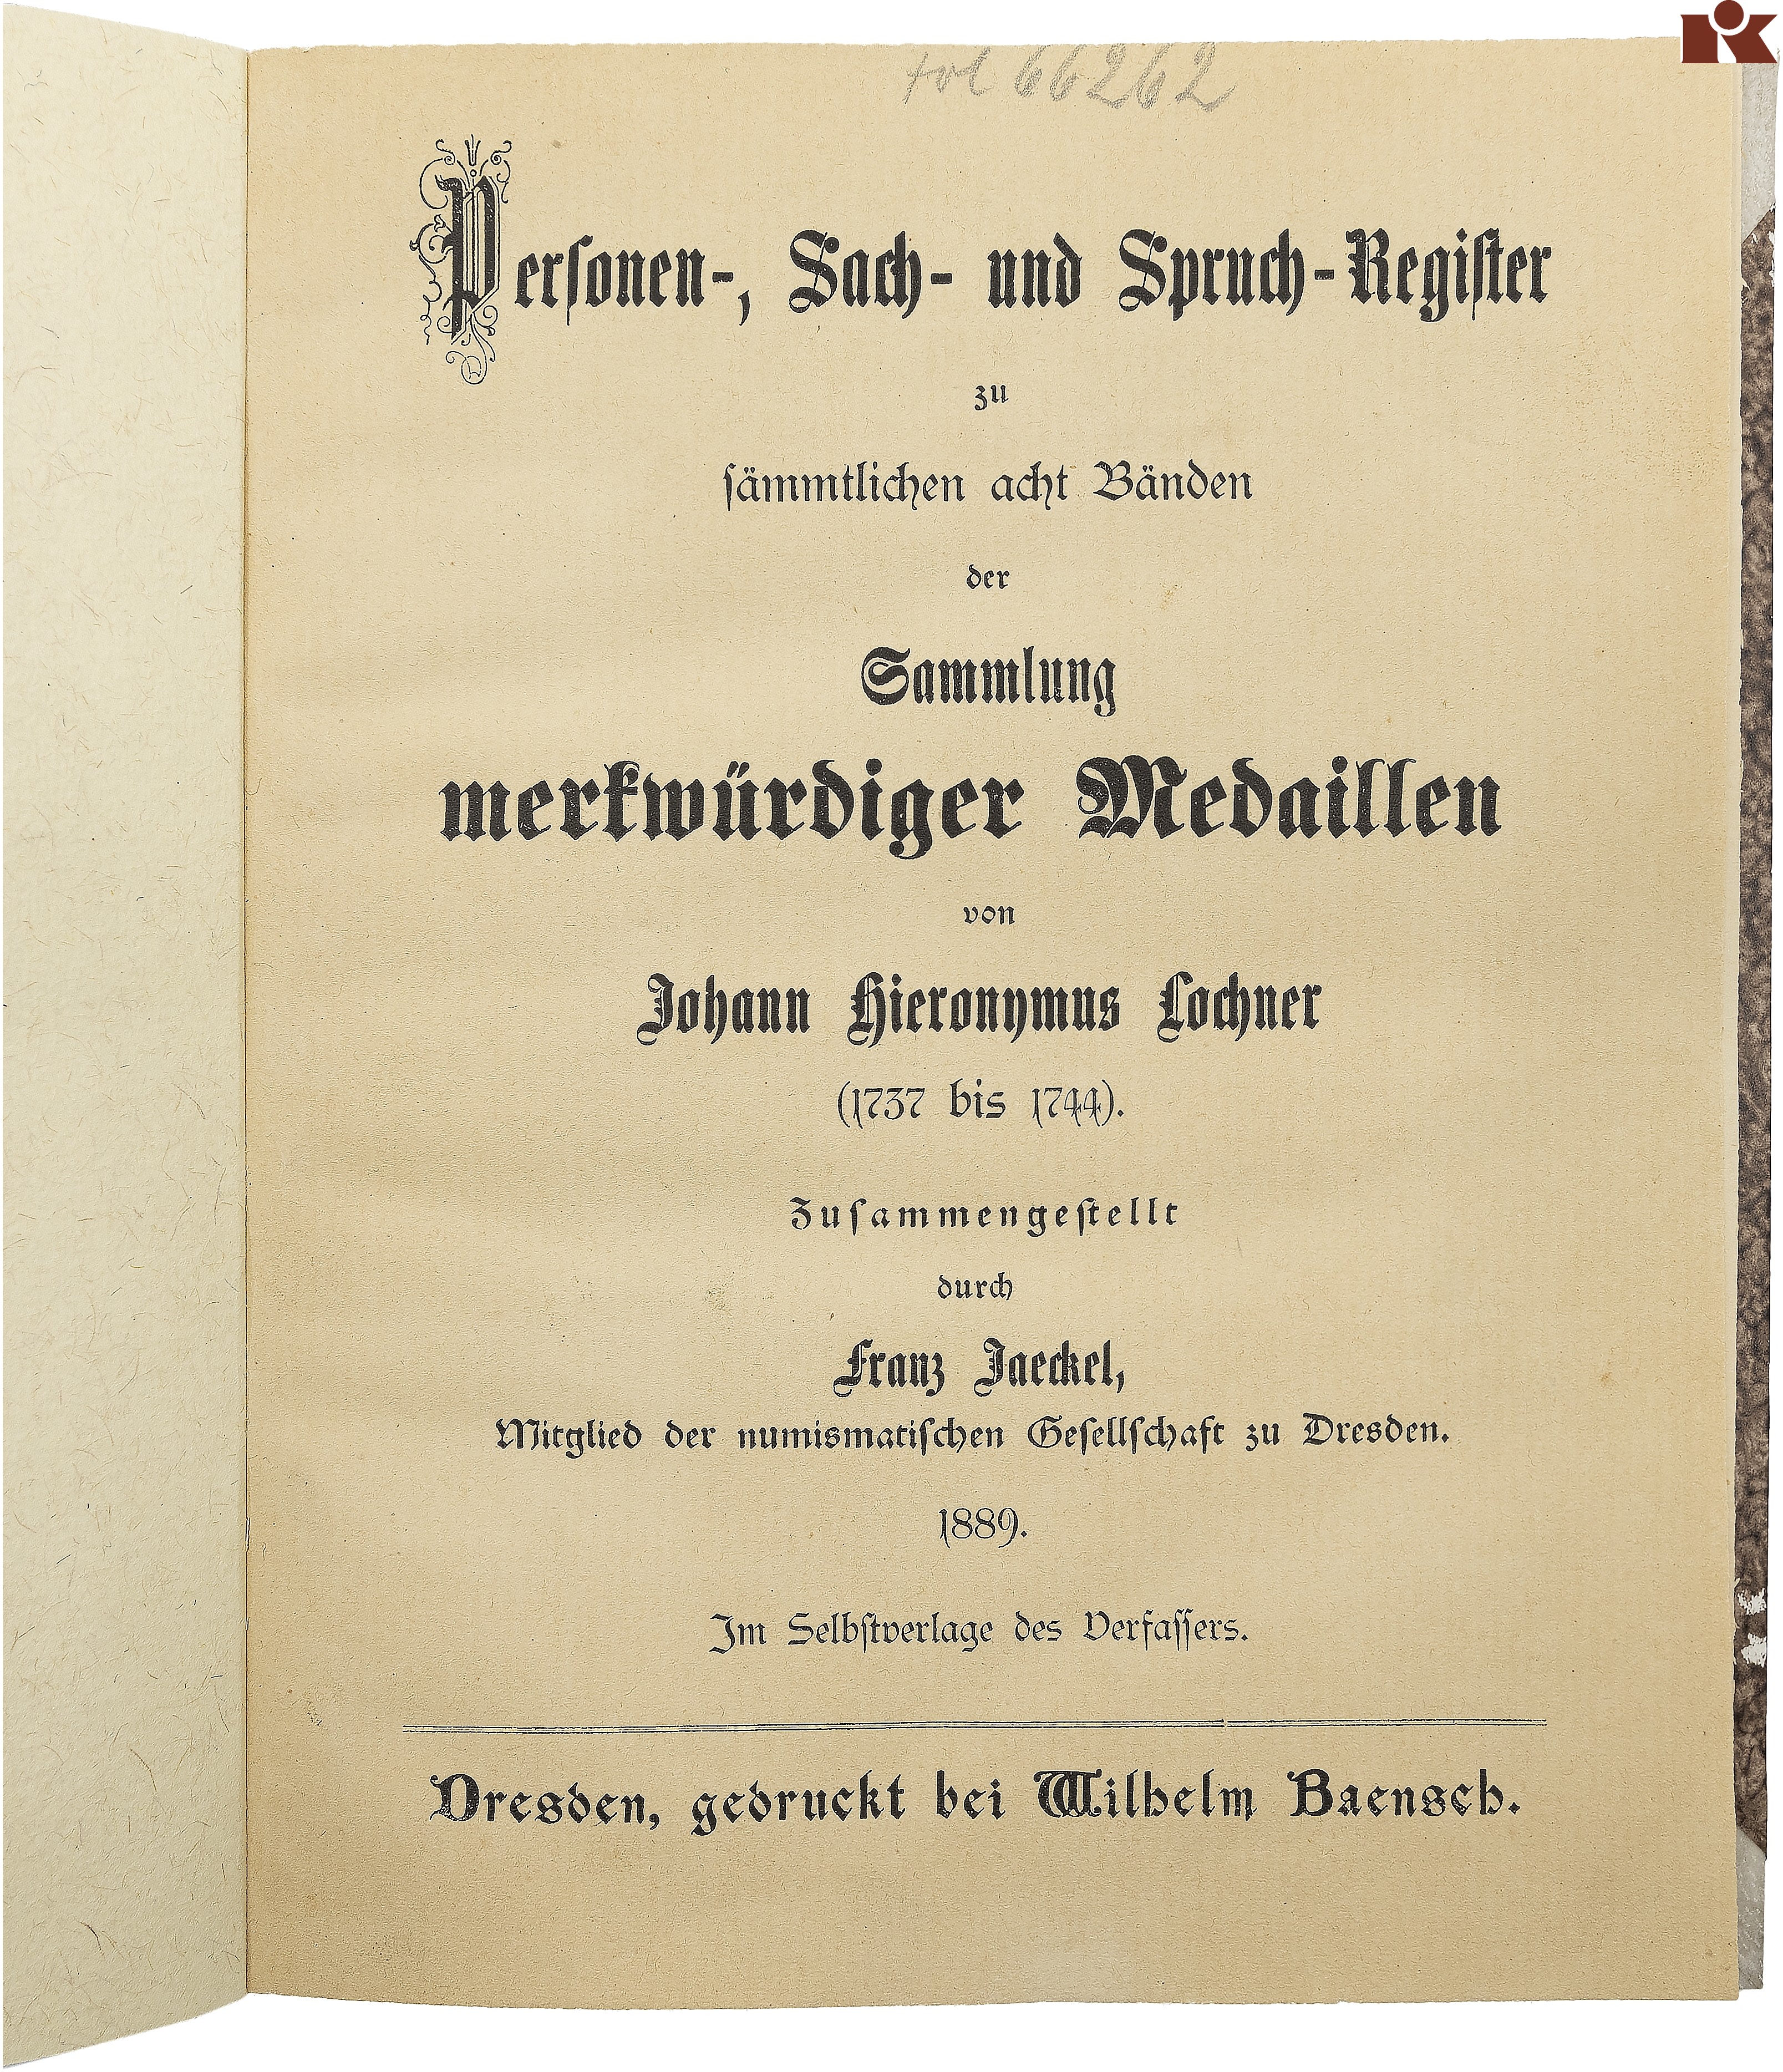 66262
Personen-, Sach- und Spruch-Register
zu
sämmtlichen acht Bänden
der
Sammlung
merkwürdiger Medaillen
von
Johann Hieronymus Lochner
(1737 bis 1744).
Zusammengestellt
durch
Franz Jaeckel,
Mitglied der numismatischen Gesellschaft zu Dresden.
1889.
Im Selbstverlage des Verfassers.
Dresden, gedruckt bei Wilhelm Baensch.